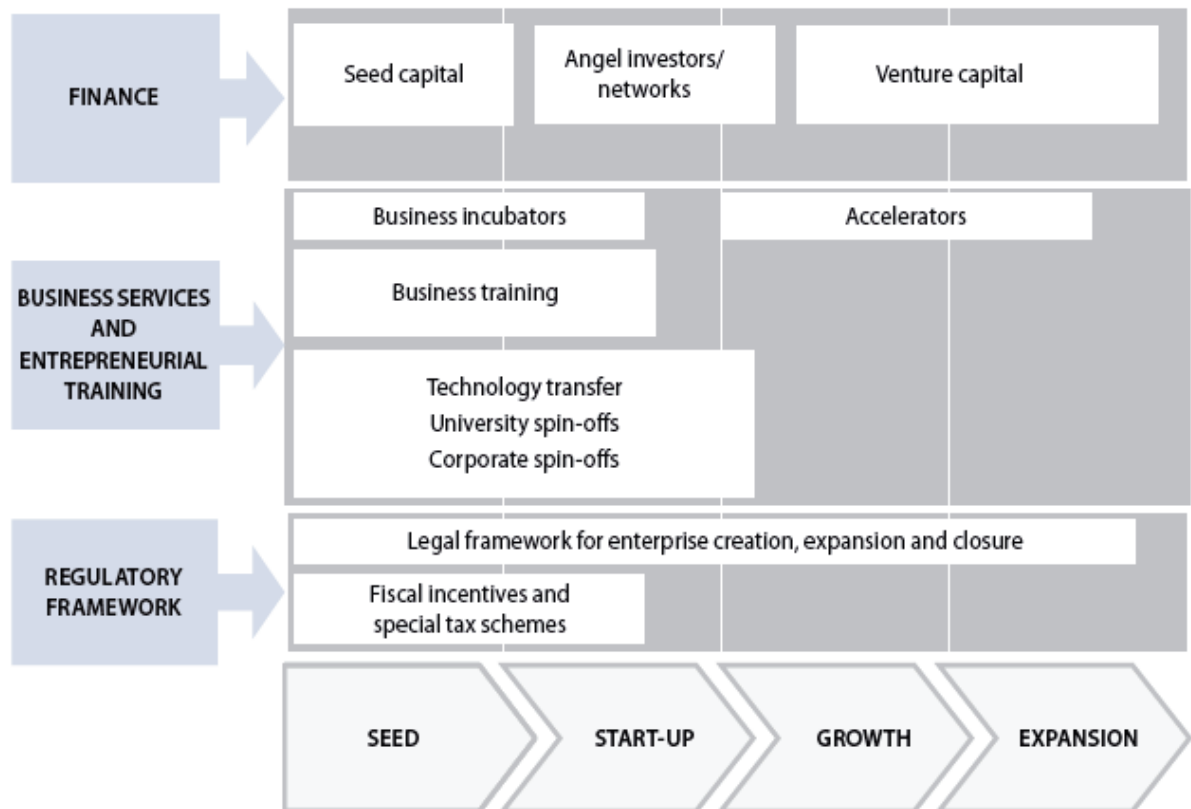 FINANCE
Seed capital
Angel investors/
networks
Venture capital
BUSINESS SERVICES
AND
ENTREPRENEURIAL
TRAINING
Business incubators
Accelerators
Business training
Technology transfer
University spin-offs
Corporate spin-offs
REGULATORY
FRAMEWORK
Legal framework for enterprise creation, expansion and closure
Fiscal incentives and
special tax schemes
SEED
START-UP
GROWTH
EXPANSION